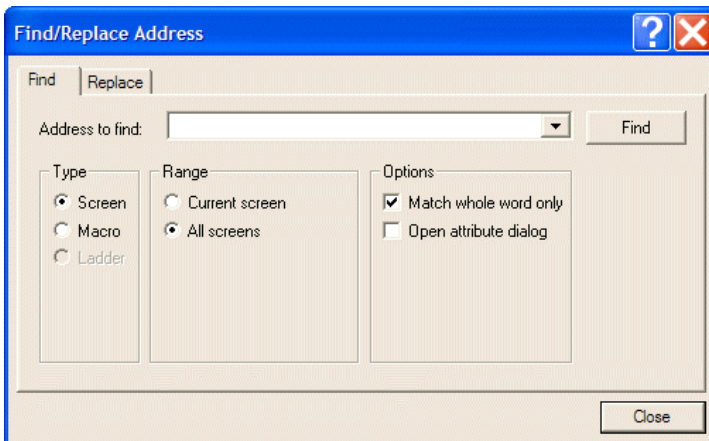 Find/Replace Address
?
Find Replace
Address to find: Find
Type Range Options
Screen Current screen Match whole word only
Macro All screens Open attribute dialog
Ladder
Close